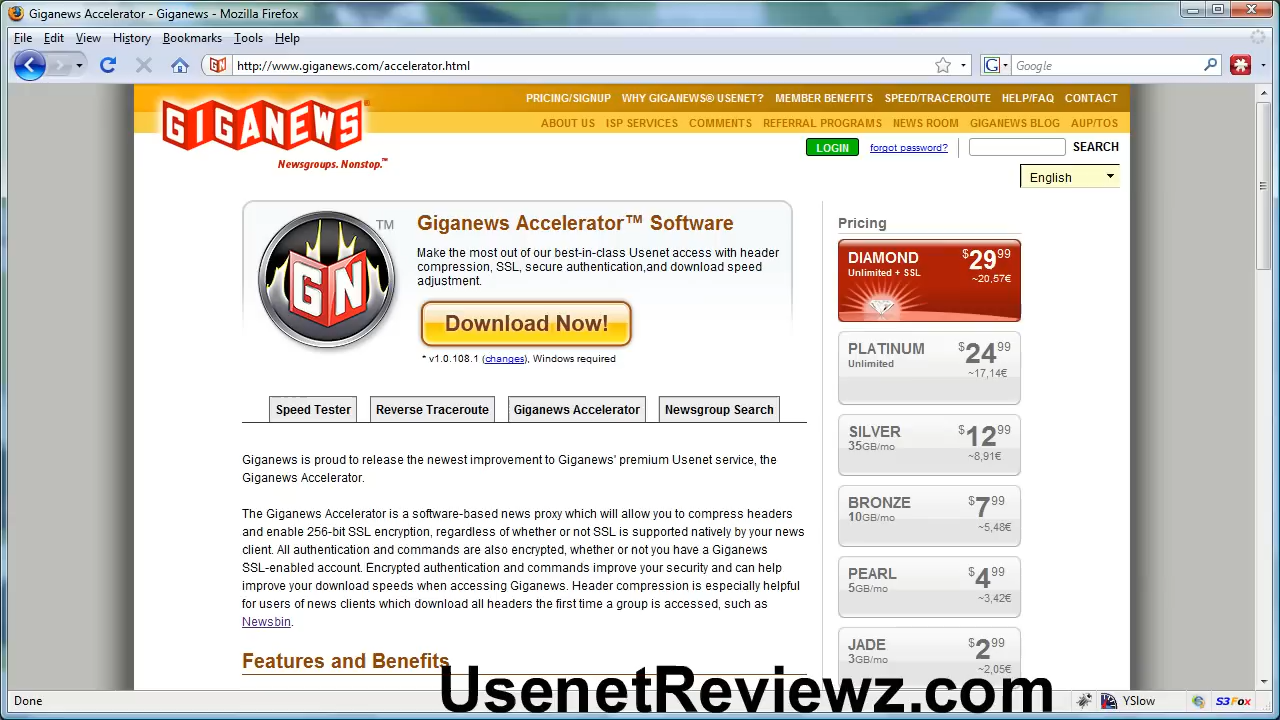 Giganews Accelerator - Giganews - Mozilla Firefox
File Edit View History Bookmarks Tools Help
GN http://www.giganews.com/accelerator.html G Google
PRICING/SIGNUP WHY GIGANEWS® USENET? MEMBER BENEFITS SPEED/TRACEROUTE HELP/FAQ CONTACT
ABOUT US ISP SERVICES COMMENTS REFERRAL PROGRAMS NEWS ROOM GIGANEWS BLOG AUP/TOS
GIGANEWS®
Newsgroups. Nonstop.™
LOGIN forgot password? SEARCH
English
GN TM
Giganews Accelerator™ Software
Make the most out of our best-in-class Usenet access with header
compression, SSL, secure authentication,and download speed
adjustment.
Download Now!
* v1.0.108.1 (changes), Windows required
Speed Tester Reverse Traceroute Giganews Accelerator Newsgroup Search
Giganews is proud to release the newest improvement to Giganews' premium Usenet service, the
Giganews Accelerator.
The Giganews Accelerator is a software-based news proxy which will allow you to compress headers
and enable 256-bit SSL encryption, regardless of whether or not SSL is supported natively by your news
client. All authentication and commands are also encrypted, whether or not you have a Giganews
SSL-enabled account. Encrypted authentication and commands improve your security and can help
improve your download speeds when accessing Giganews. Header compression is especially helpful
for users of news clients which download all headers the first time a group is accessed, such as
Newsbin.
Features and Benefits
Pricing
DIAMOND $29.99
Unlimited + SSL ~20,57€
PLATINUM $24.99
Unlimited ~17,14€
SILVER $12.99
35GB/mo ~8,91€
BRONZE $7.99
10GB/mo ~5,48€
PEARL $4.99
5GB/mo ~3,42€
JADE $2.99
3GB/mo ~2,05€
UsenetReviewz.com
Done YSlow S3Fox